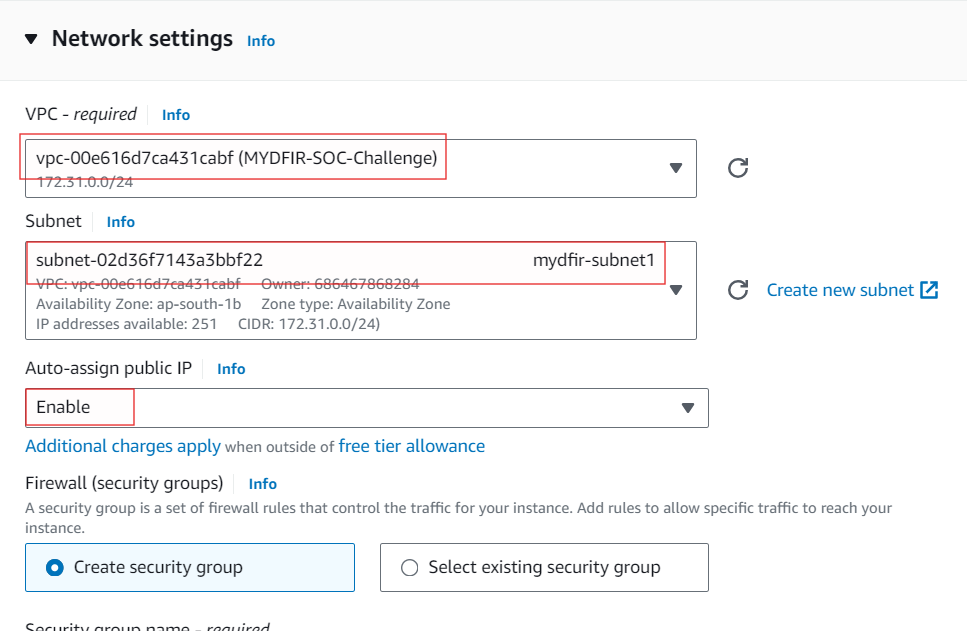 Network settings Info
VPC - required Info
vpc-00e616d7ca431cabf (MYDFIR-SOC-Challenge)
172.31.0.0/24
Subnet Info
subnet-02d36f7143a3bbf22 mydfir-subnet1
VPC: vpc-00e616d7ca431cabf Owner: 686467868284
Availability Zone: ap-south-1b Zone type: Availability Zone
IP addresses available: 251 CIDR: 172.31.0.0/24)
Create new subnet
Auto-assign public IP Info
Enable
Additional charges apply when outside of free tier allowance
Firewall (security groups) Info
A security group is a set of firewall rules that control the traffic for your instance. Add rules to allow specific traffic to reach your
instance.
Create security group Select existing security group
Security group name - required